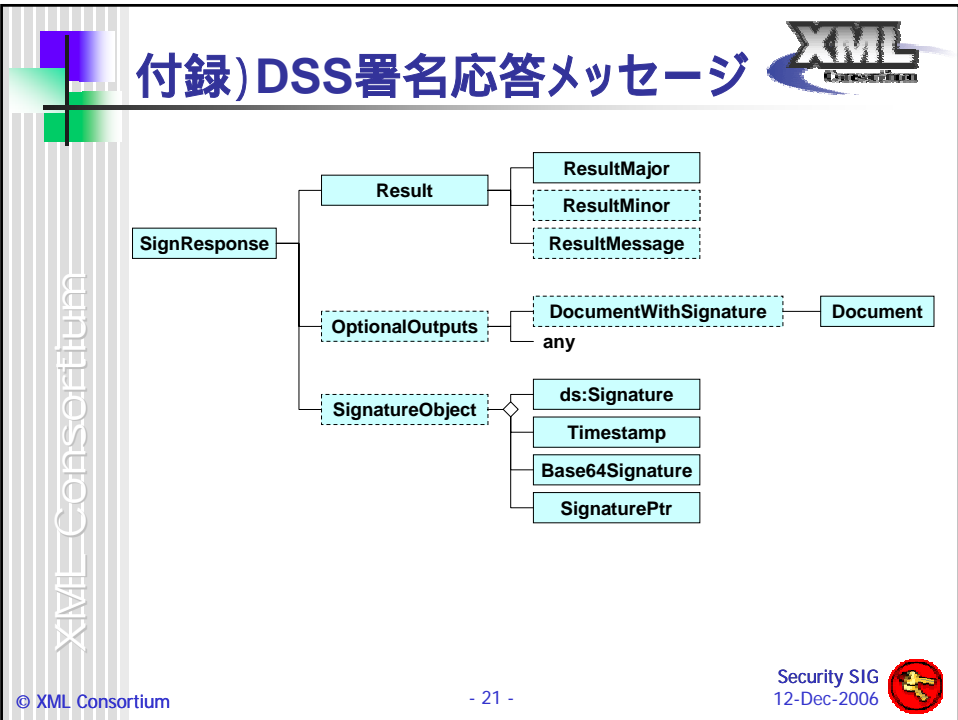 付録)DSS署名応答メッセージ
XML
Consortium
SignResponse
Result
ResultMajor
ResultMinor
ResultMessage
OptionalOutputs
DocumentWithSignature
Document
any
SignatureObject
ds:Signature
Timestamp
Base64Signature
SignaturePtr
XML Consortium
© XML Consortium
- 21 -
Security SIG
12-Dec-2006